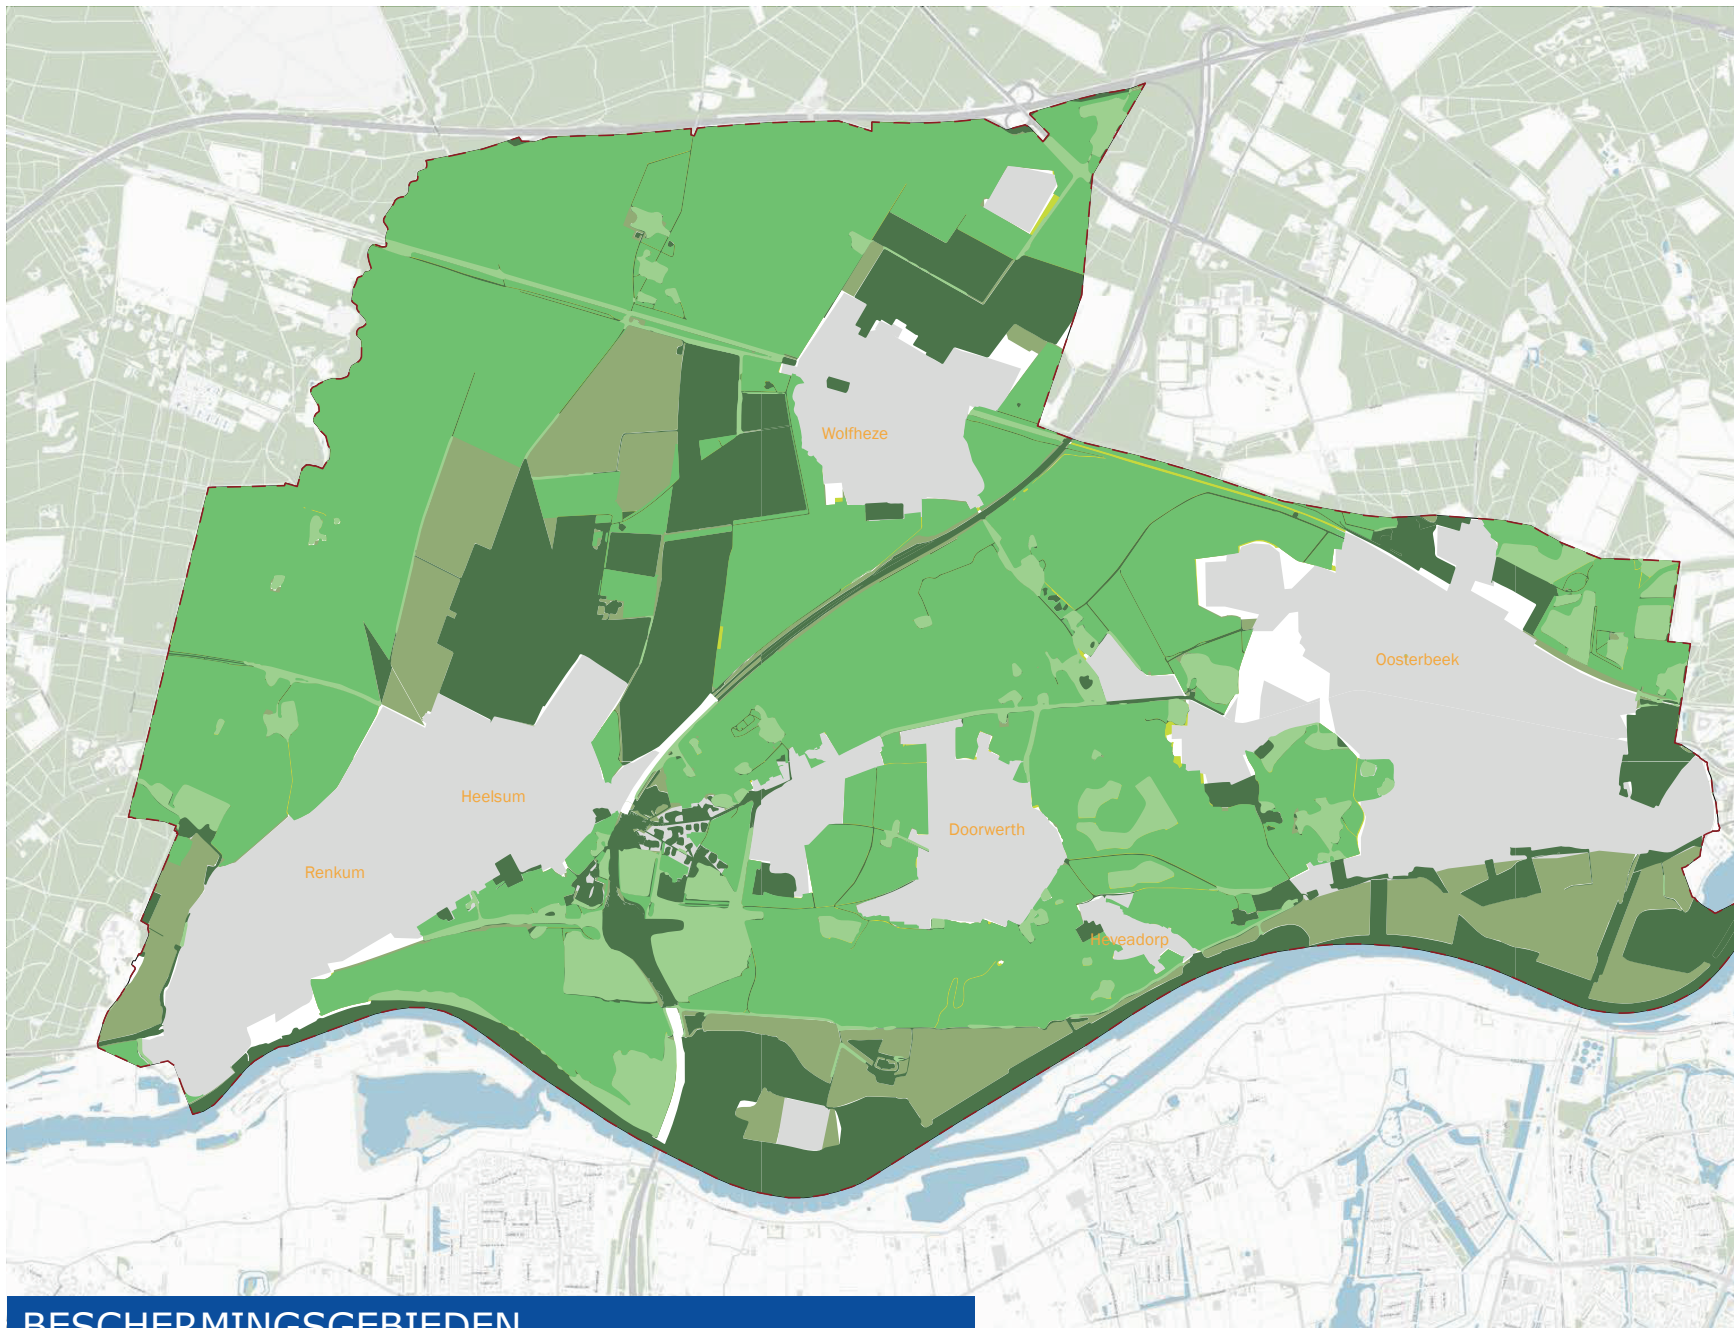 Wolfheze
Oosterbeek
Heelsum
Doorwerth
Renkum
Heveadorp
BESCHERMINGSGEBIEDEN